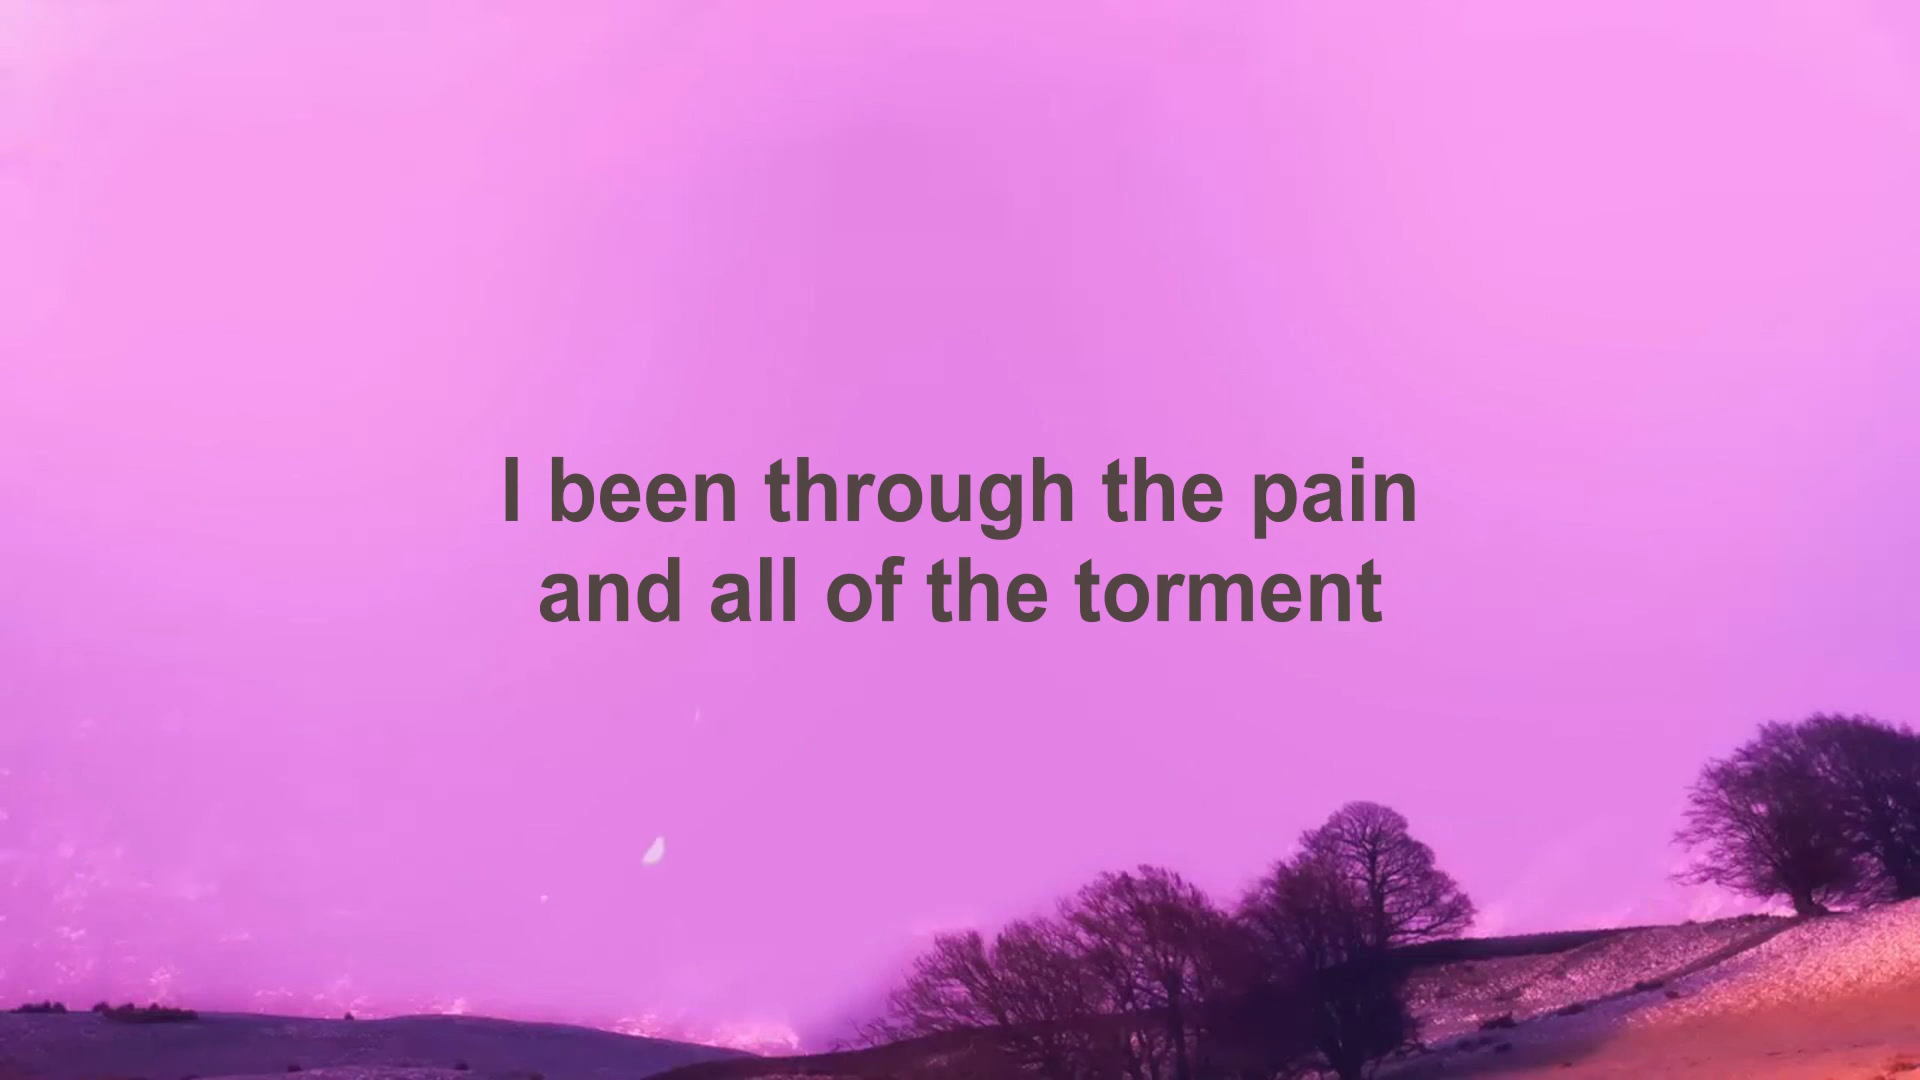 I been through the pain
and all of the torment